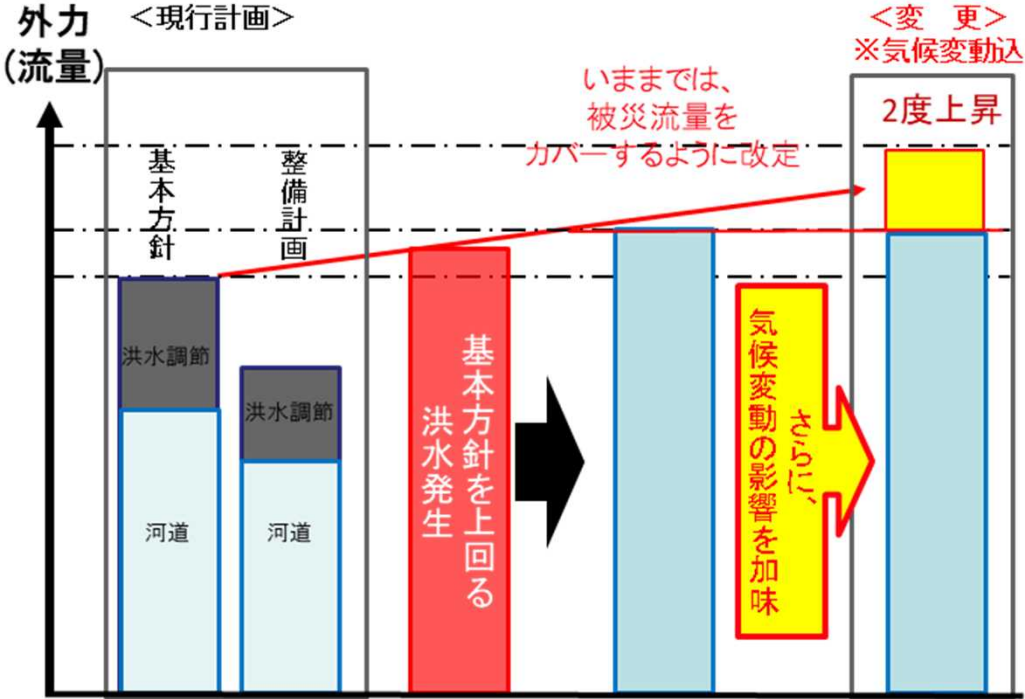 外力
(流量)
＜現行計画＞
＜変　更＞
※気候変動込
2度上昇
いままでは、
被災流量を
カバーするように改定
基本方針
整備計画
洪水調節
洪水調節
河道
河道
基本方針を上回る
洪水発生
さらに、
気候変動の影響を加味